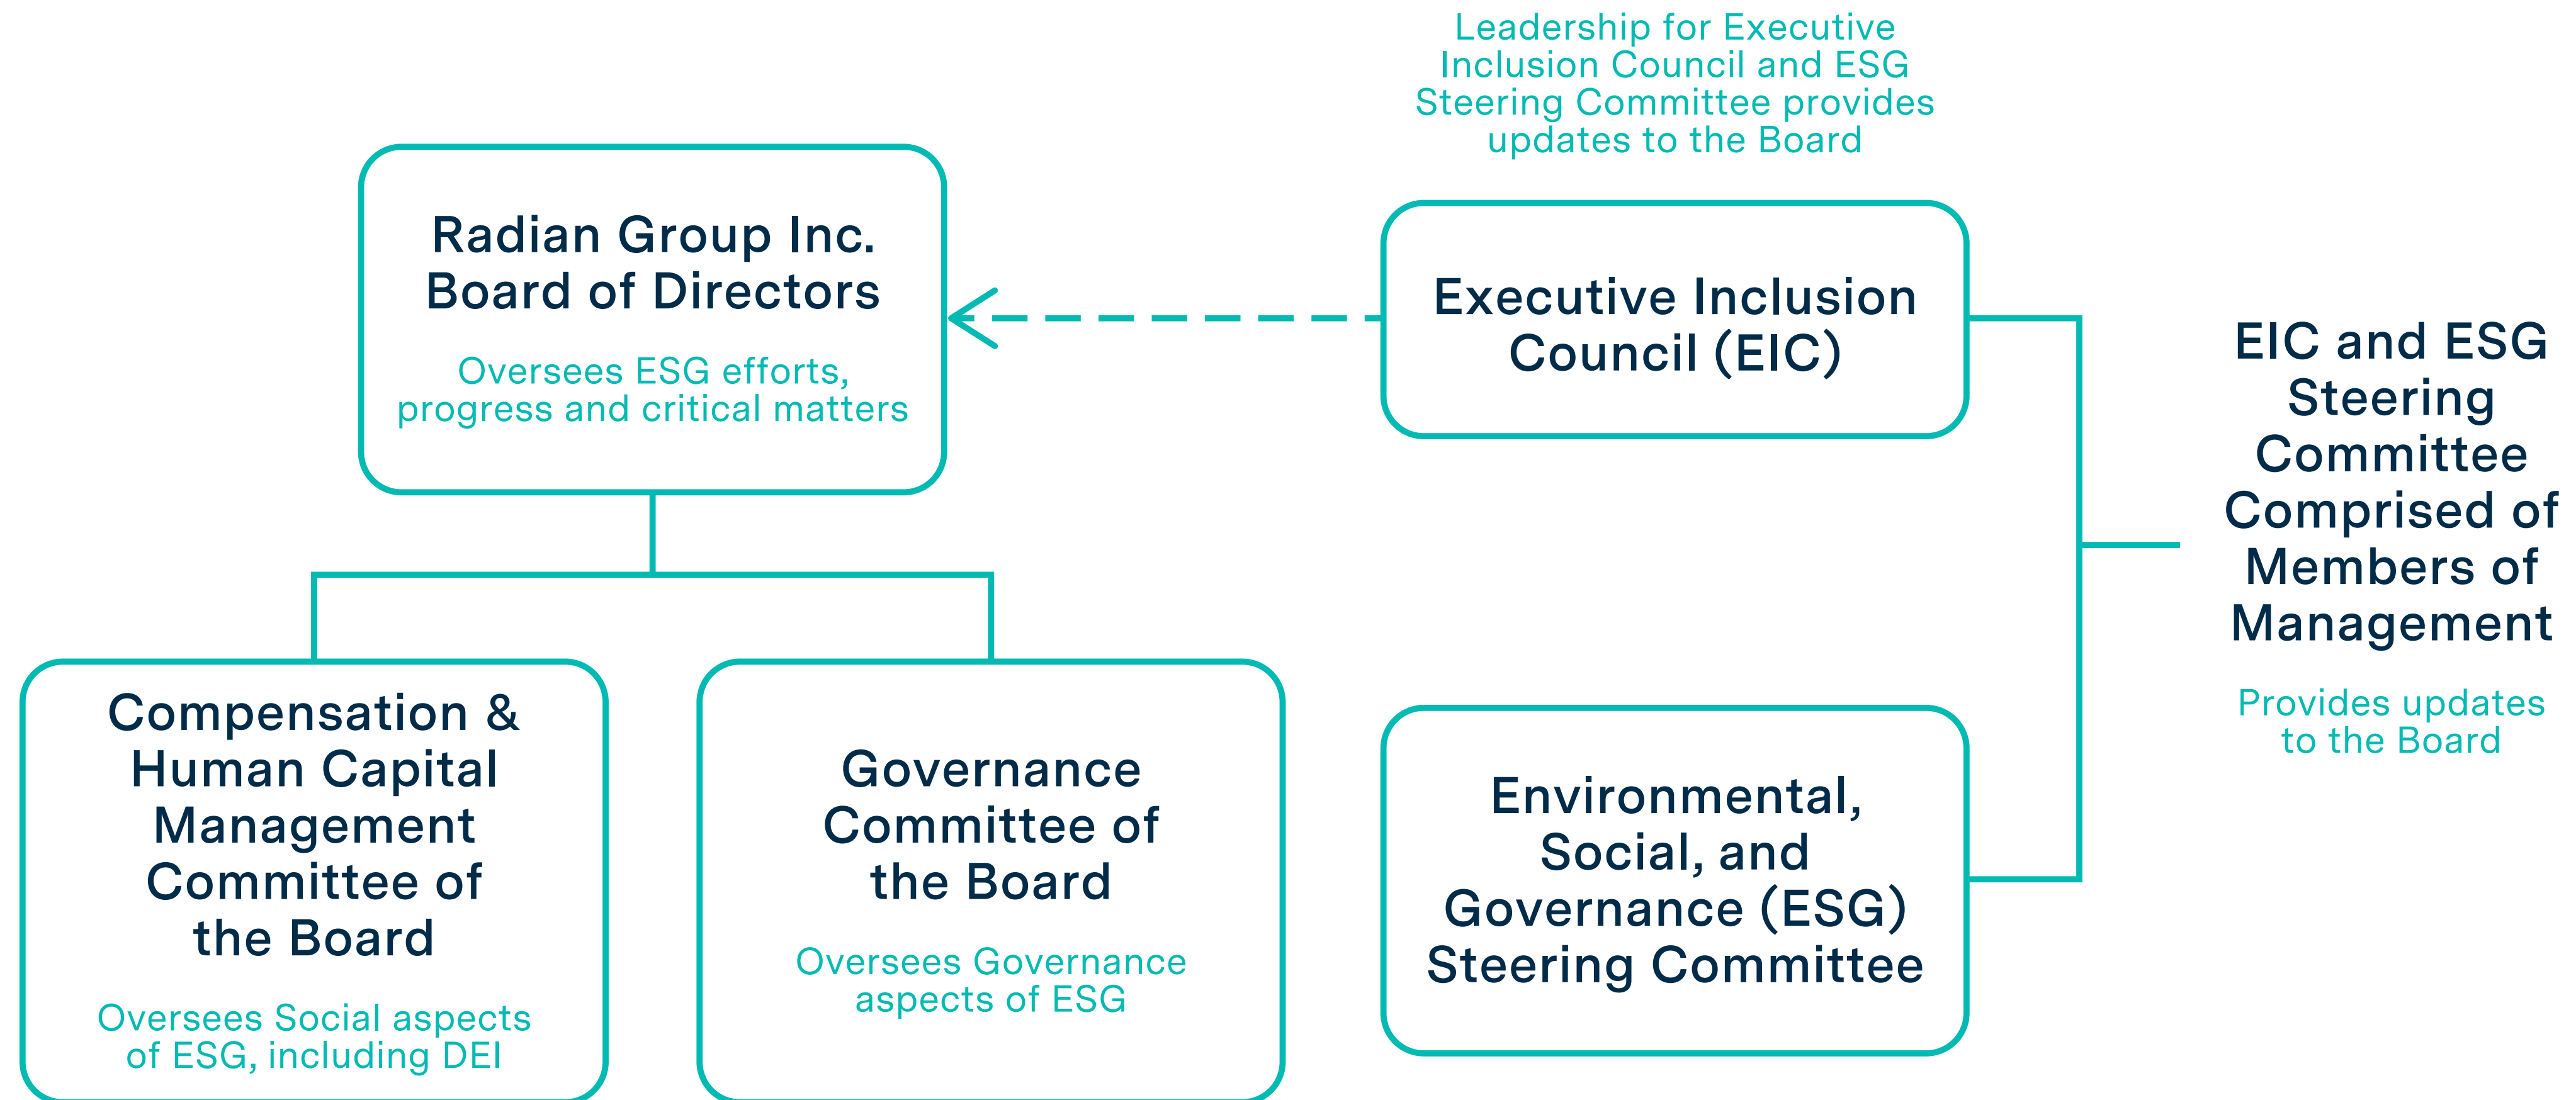 Leadership for Executive
Inclusion Council and ESG
Steering Committee provides
updates to the Board
Radian Group Inc.
Board of Directors
Oversees ESG efforts,
progress and critical matters
Executive Inclusion
Council (EIC)
EIC and ESG
Steering
Committee
Comprised of
Members of
Management
Provides updates
to the Board
Compensation &
Human Capital
Management
Committee of
the Board
Oversees Social aspects
of ESG, including DEI
Governance
Committee of
the Board
Oversees Governance
aspects of ESG
Environmental,
Social, and
Governance (ESG)
Steering Committee